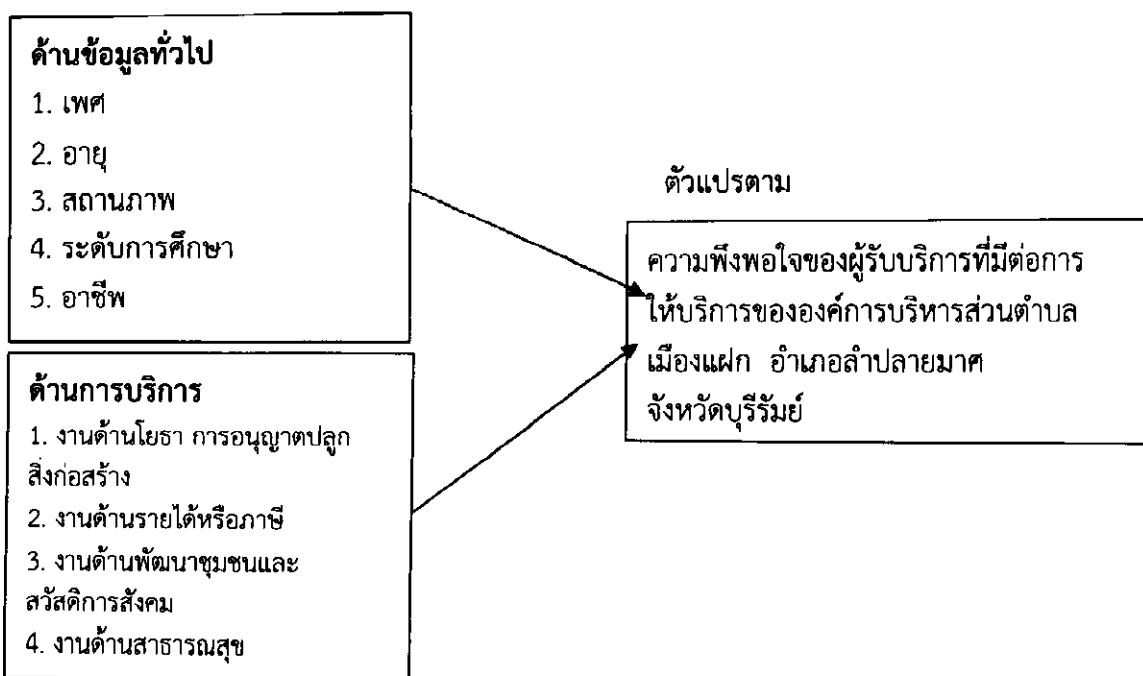 ด้านข้อมูลทั่วไป
1. เพศ
2. อายุ
3. สถานภาพ
4. ระดับการศึกษา
5. อาชีพ
ด้านการบริการ
1. งานด้านโยธา การอนุญาตปลูก
สิ่งก่อสร้าง
2. งานด้านรายได้หรือภาษี
3. งานด้านพัฒนาชุมชนและ
สวัสดิการสังคม
4. งานด้านสาธารณสุข
ตัวแปรตาม
ความพึงพอใจของผู้รับบริการที่มีต่อการ
ให้บริการขององค์การบริหารส่วนตำบล
เมืองแฝก อำเภอลำปลายมาศ
จังหวัดบุรีรัมย์